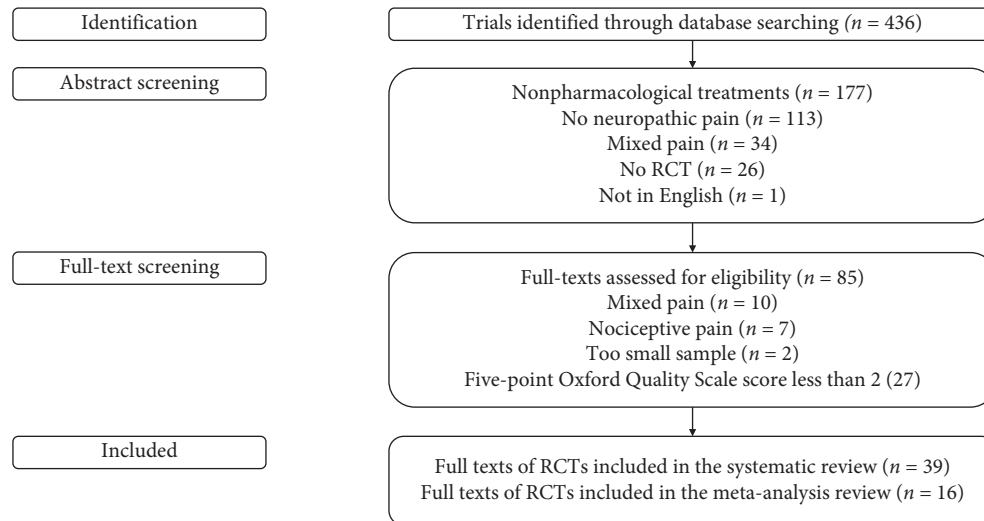 Identification
Trials identified through database searching (n = 436)
Abstract screening
Nonpharmacological treatments (n = 177)
No neuropathic pain (n = 113)
Mixed pain (n = 34)
No RCT (n = 26)
Not in English (n = 1)
Full-text screening
Full-texts assessed for eligibility (n = 85)
Mixed pain (n = 10)
Nociceptive pain (n = 7)
Too small sample (n = 2)
Five-point Oxford Quality Scale score less than 2 (27)
Included
Full texts of RCTs included in the systematic review (n = 39)
Full texts of RCTs included in the meta-analysis review (n = 16)